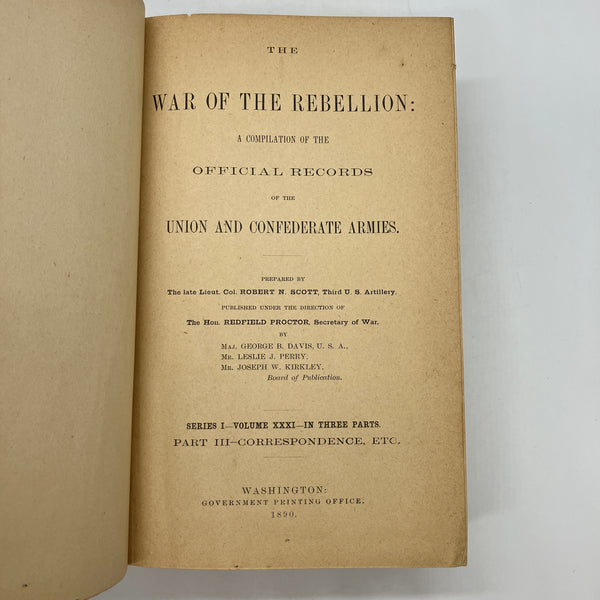 THE
WAR OF THE REBELLION:
A COMPILATION OF THE
OFFICIAL RECORDS
OF THE
UNION AND CONFEDERATE ARMIES.
PREPARED BY
The late Lieut. Col. ROBERT N. SCOTT, Third U. S. Artillery.
PUBLISHED UNDER THE DIRECTION OF
The Hon. REDFIELD PROCTOR, Secretary of War.
BY
MAJ. GEORGE B. DAVIS, U. S. A.,
MR. LESLIE J. PERRY,
MR. JOSEPH W. KIRKLEY,
Board of Publication.
SERIES I—VOLUME XXXI—IN THREE PARTS.
PART III—CORRESPONDENCE, ETC.
WASHINGTON:
GOVERNMENT PRINTING OFFICE.
1890.